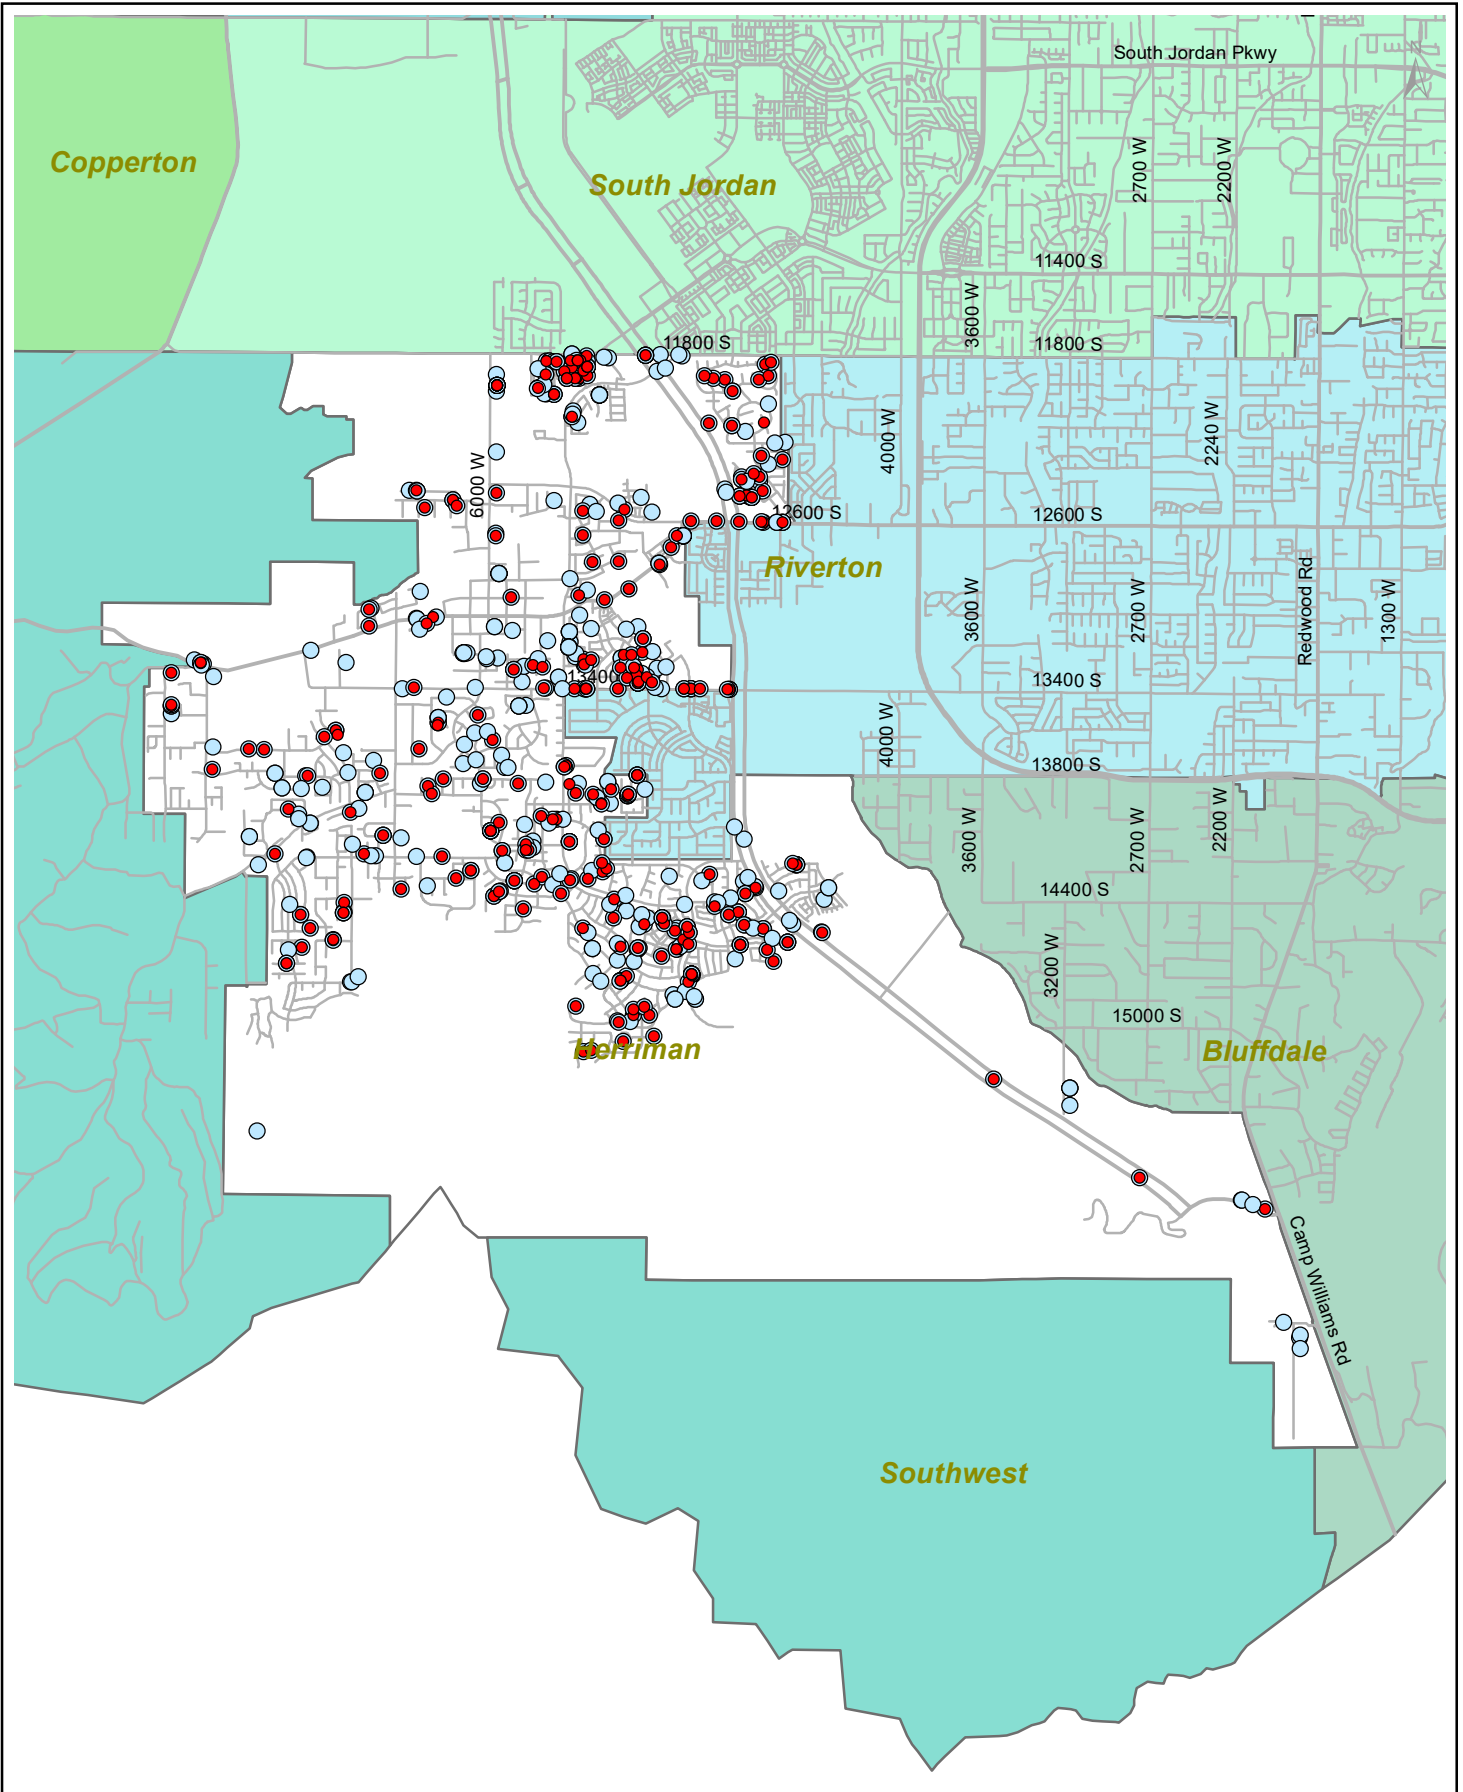 South Jordan Pkwy
Copperton
South Jordan
2700 W
2200 W
11400 S
3600 W
11800 S
11800 S
4000 W
2240 W
6000 W
12600 S
12600 S
Riverton
Redwood Rd
3600 W
2700 W
1300 W
13400
13400 S
4000 W
13800 S
3600 W
2700 W
2200 W
14400 S
3200 W
15000 S
Herriman
Bluffdale
Camp Williams Rd
Southwest